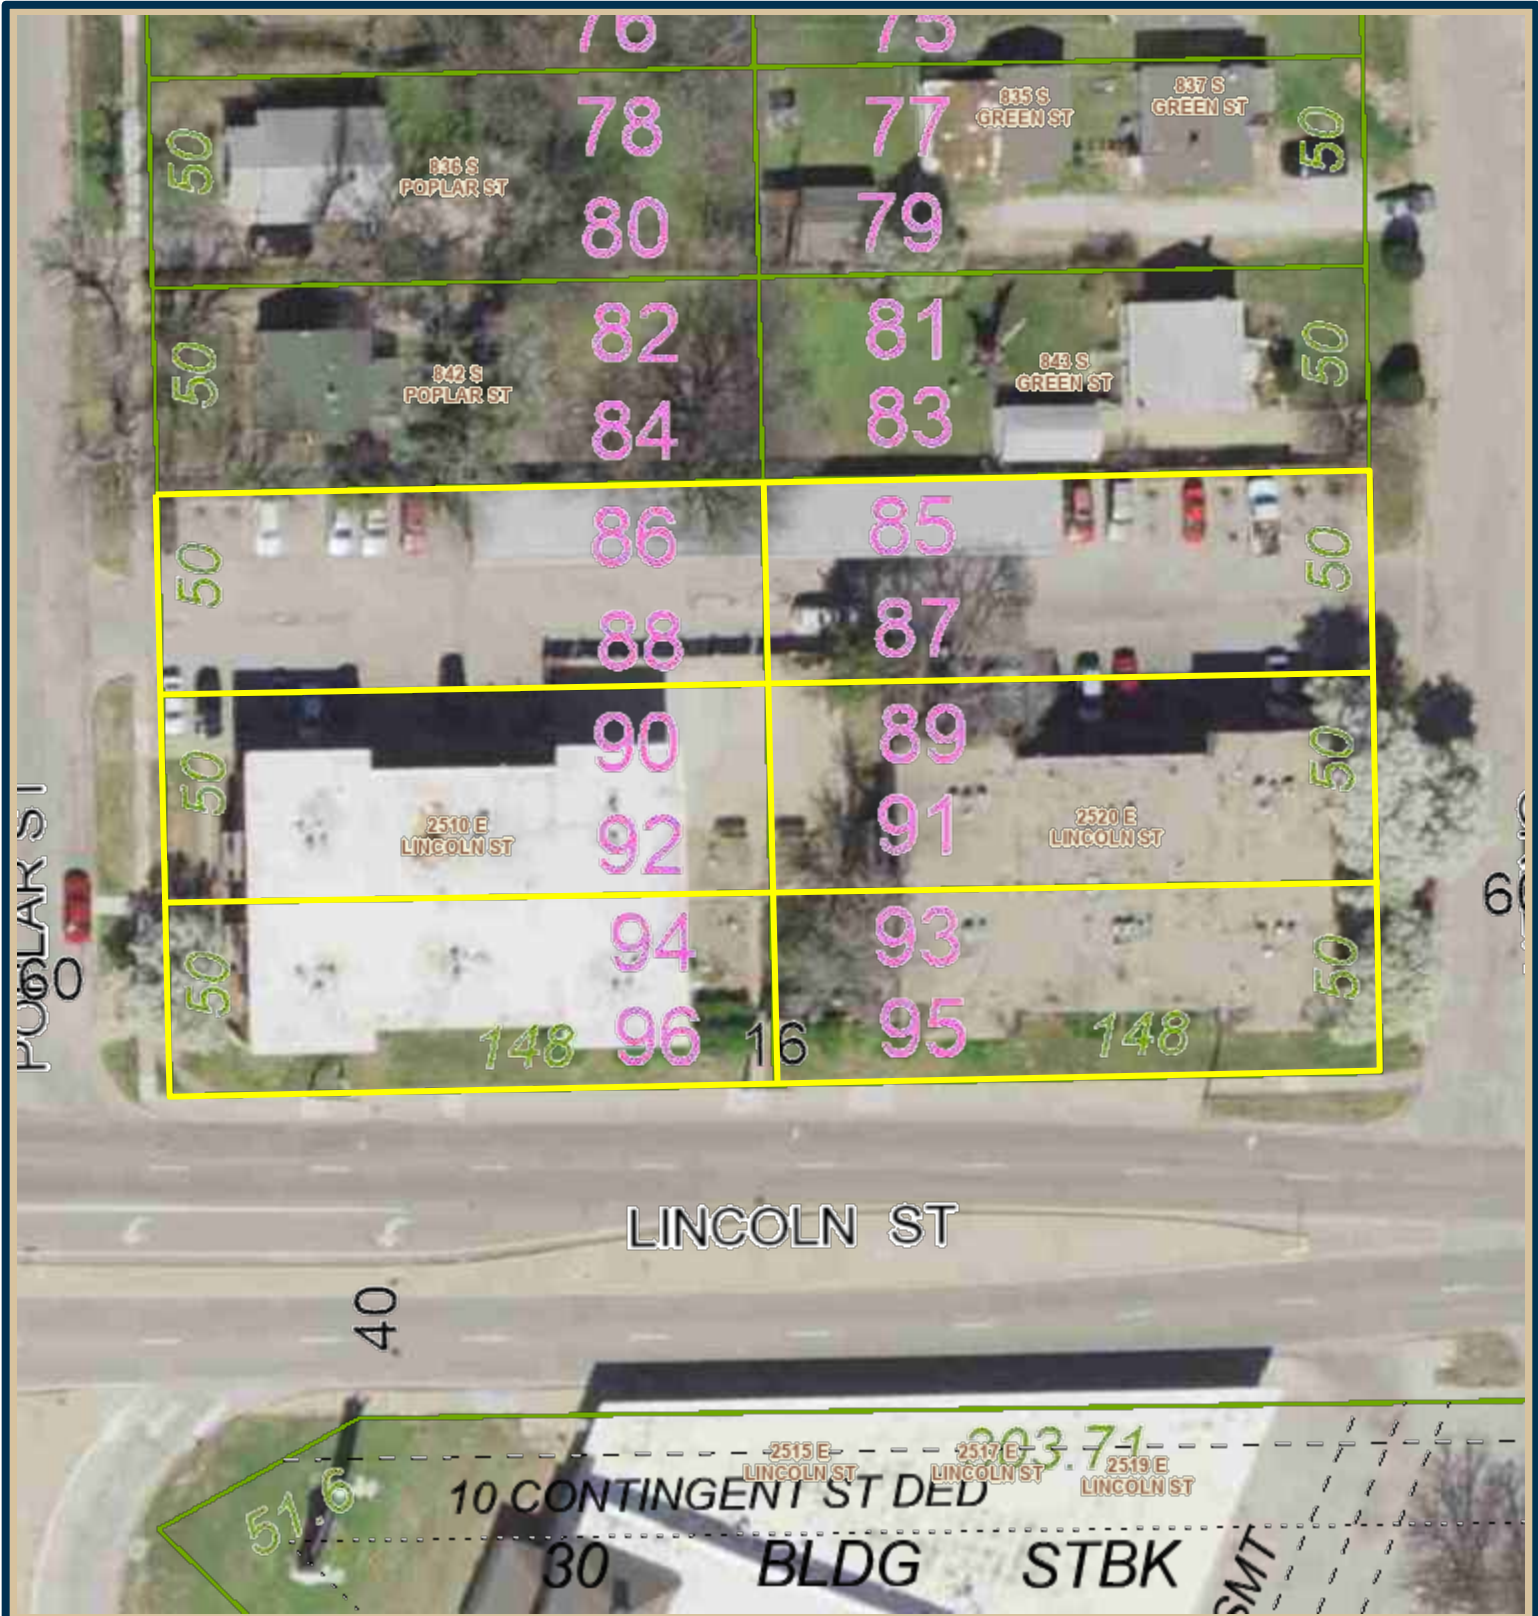 76
75
78
77
835 S
GREEN ST
837 S
GREEN ST
50
50
836 S
POPLAR ST
80
79
82
81
50
842 S
POPLAR ST
843 S
GREEN ST
50
84
83
86
85
50
50
88
87
90
89
50
50
2510 E
LINCOLN ST
92
91
2520 E
LINCOLN ST
POPLAR ST
60
94
93
50
50
148
96
16
95
148
LINCOLN ST
40
203.71
2515 E
LINCOLN ST
2517 E
LINCOLN ST
2519 E
LINCOLN ST
51.6
10 CONTINGENT ST DED
30 BLDG STBK